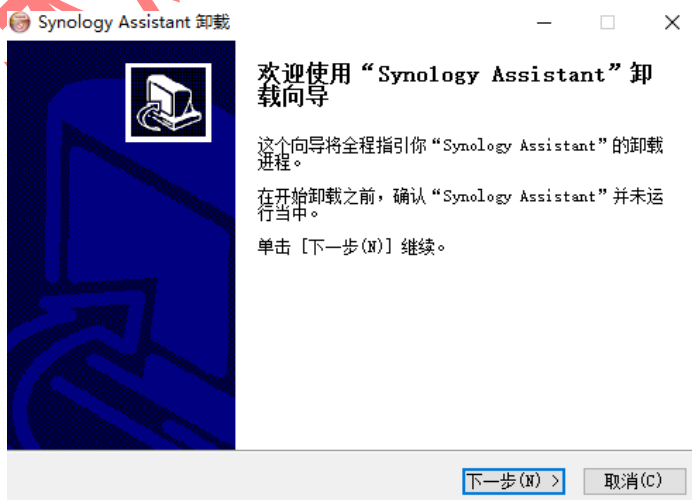 Synology Assistant 卸载
欢迎使用“Synology Assistant”卸
载向导
这个向导将全程指引你“Synology Assistant”的卸载
进程。
在开始卸载之前，确认“Synology Assistant”并未运
行当中。
单击 [下一步(N)] 继续。
下一步(N) >
取消(C)